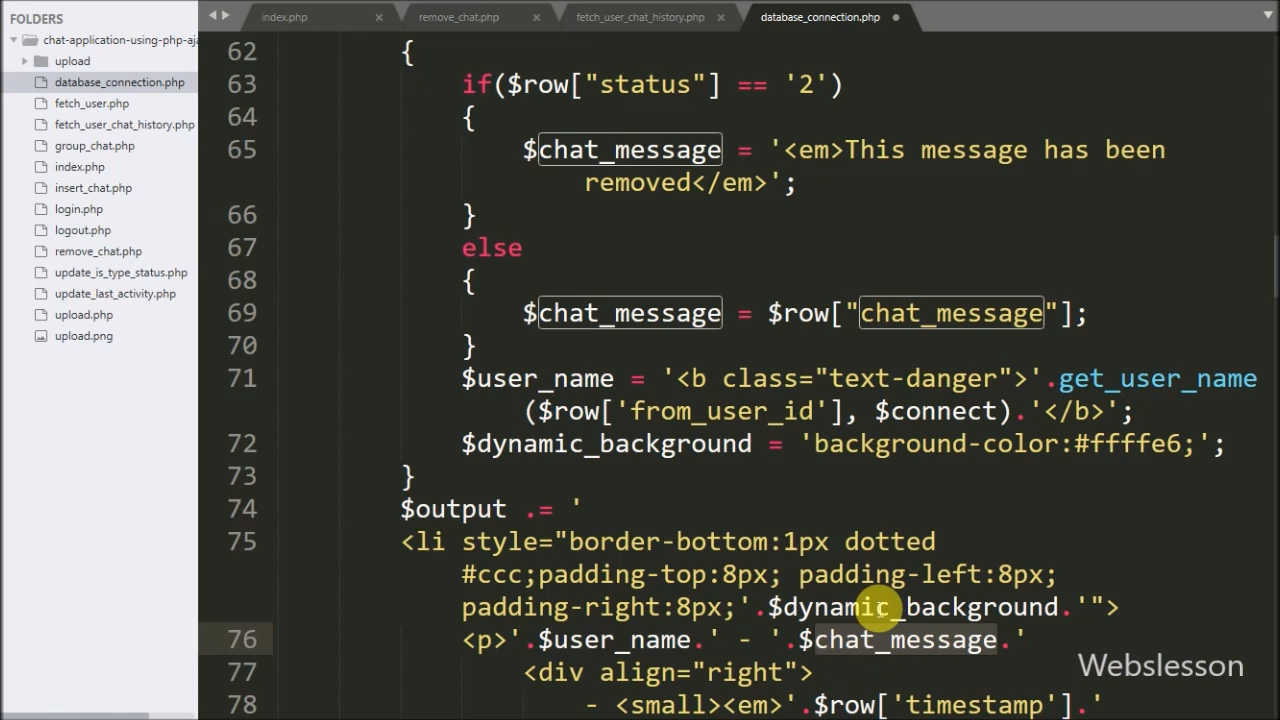 FOLDERS
chat-application-using-php-aja
upload
database_connection.php
fetch_user.php
fetch_user_chat_history.php
group_chat.php
index.php
insert_chat.php
login.php
logout.php
remove_chat.php
update_is_type_status.php
update_last_activity.php
upload.php
upload.png
index.php × remove_chat.php × fetch_user_chat_history.php × database_connection.php
62 {
63 if($row["status"] == '2')
64 {
65 $chat_message = '<em>This message has been
removed</em>';
66 }
67 else
68 {
69 $chat_message = $row["chat_message"];
70 }
71 $user_name = '<b class="text-danger">'.get_user_name
($row['from_user_id'], $connect).'</b>';
72 $dynamic_background = 'background-color:#ffffe6;';
73 }
74 $output .= '
75 <li style="border-bottom:1px dotted
#ccc;padding-top:8px; padding-left:8px;
padding-right:8px;'.$dynamic_background.'">
76 <p>'.$user_name.' - '.$chat_message.'
77 <div align="right">
78 - <small><em>'.$row['timestamp'].'
Webslesson